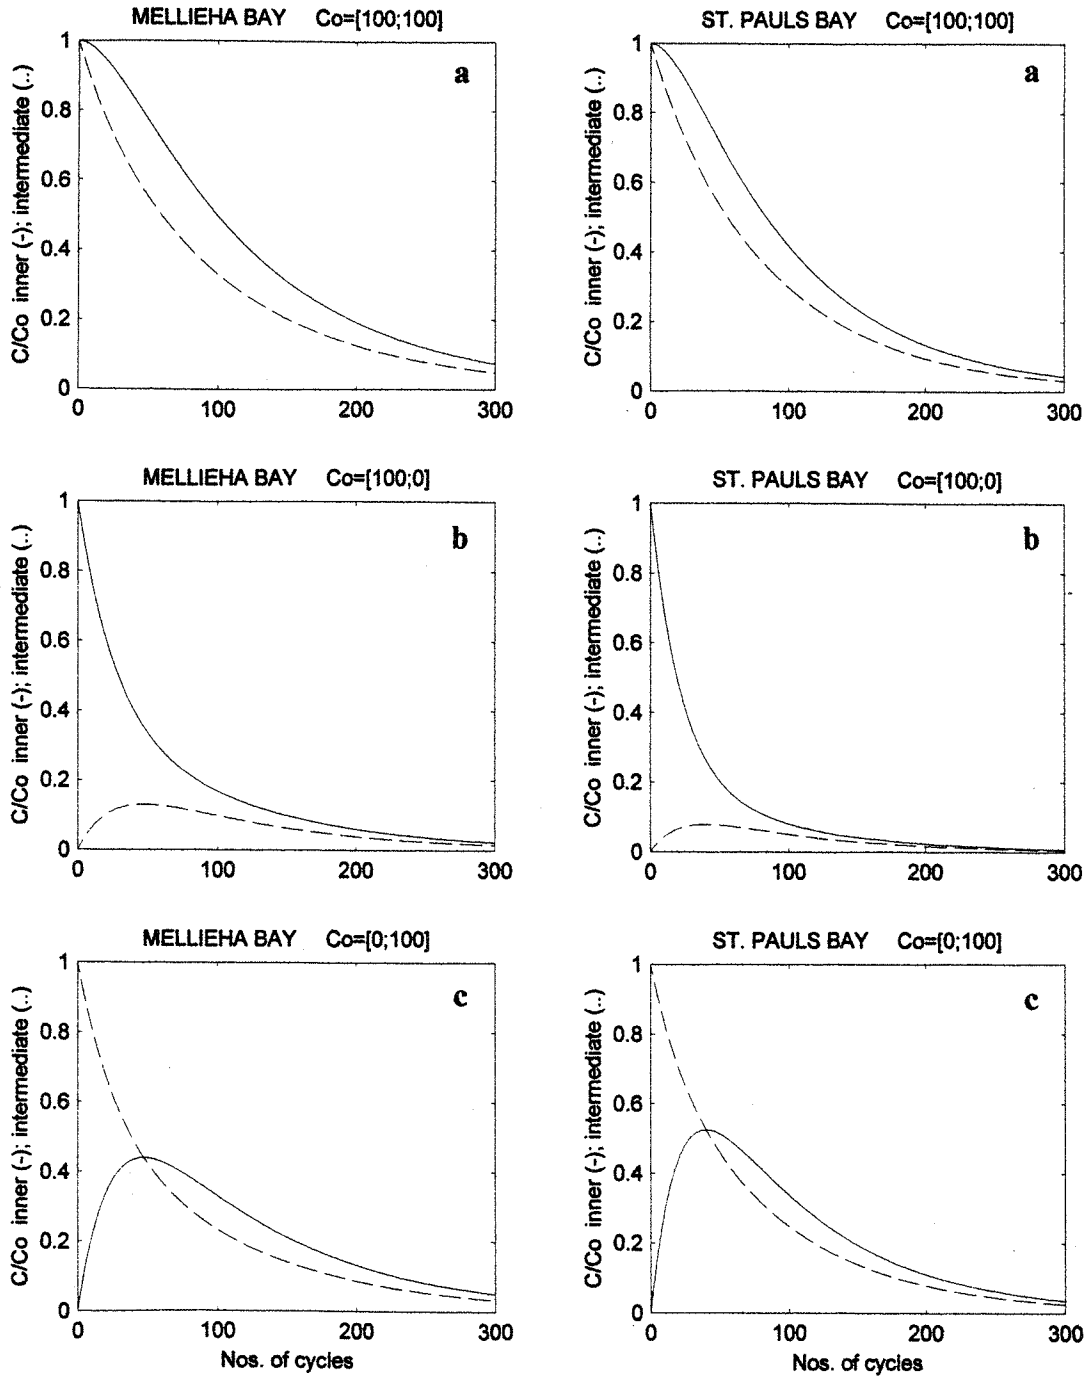 MELLIEHA BAY Co=[100;100]
C/Co inner (-); intermediate (..)
1
0.8
0.6
0.4
0.2
0
a
0 100 200 300
ST. PAULS BAY Co=[100;100]
C/Co inner (-); intermediate (..)
1
0.8
0.6
0.4
0.2
0
a
0 100 200 300
MELLIEHA BAY Co=[100;0]
C/Co inner (-); intermediate (..)
1
0.8
0.6
0.4
0.2
0
b
0 100 200 300
ST. PAULS BAY Co=[100;0]
C/Co inner (-); intermediate (..)
1
0.8
0.6
0.4
0.2
0
b
0 100 200 300
MELLIEHA BAY Co=[0;100]
C/Co inner (-); intermediate (..)
1
0.8
0.6
0.4
0.2
0
c
0 100 200 300
Nos. of cycles
ST. PAULS BAY Co=[0;100]
C/Co inner (-); intermediate (..)
1
0.8
0.6
0.4
0.2
0
c
0 100 200 300
Nos. of cycles